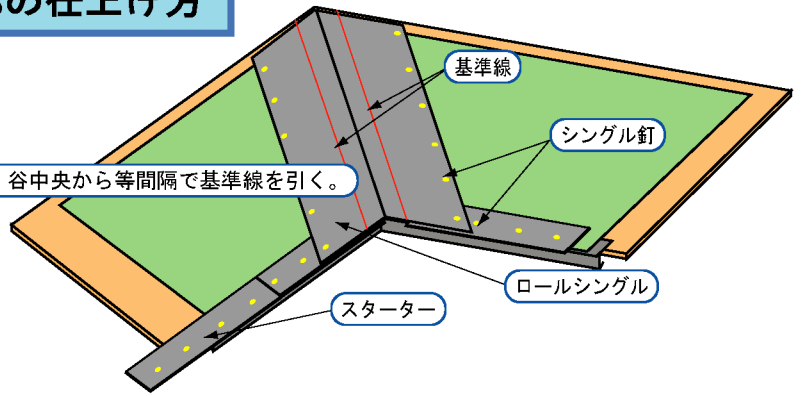 の仕上げ方
基準線
シングル釘
谷中央から等間隔で基準線を引く。
ロールシングル
スターター